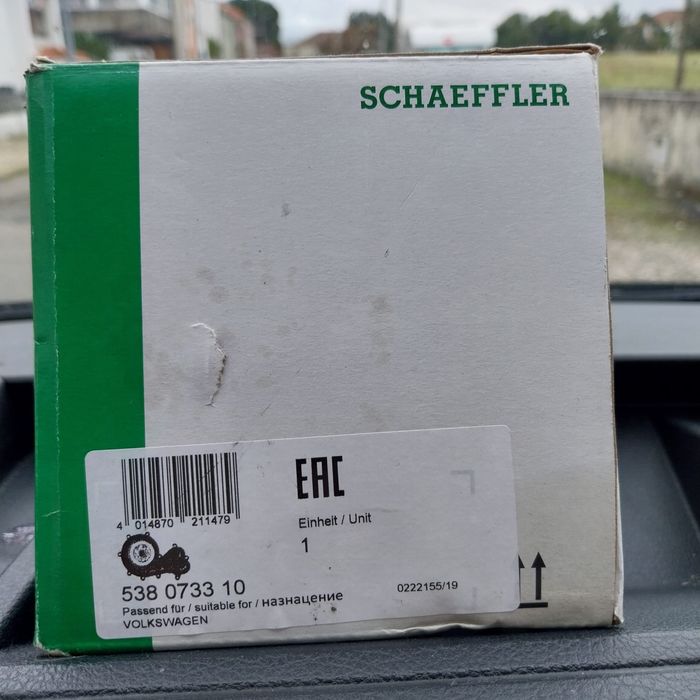 SCHAEFFLER
EAC
4 014870 211479
Einheit / Unit
1
538 0733 10
0222155/19
Passend für / suitable for / назнацение
VOLKSWAGEN